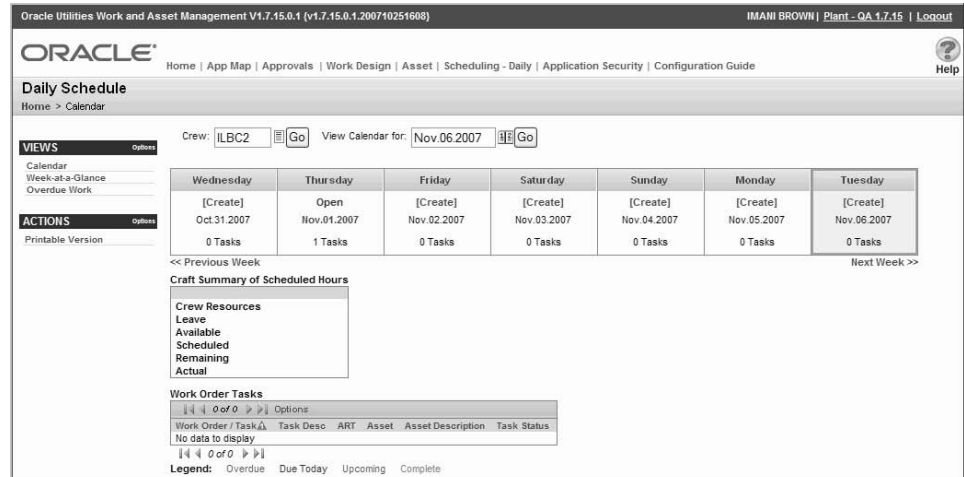 Oracle Utilities Work and Asset Management V1.7.15.0.1 (v1.7.15.0.1.200710251608) IMANI BROWN | Plant - QA 1.7.15 | Logout
ORACLE Home | App Map | Approvals | Work Design | Asset | Scheduling - Daily | Application Security | Configuration Guide Help
Daily Schedule
Home > Calendar
Crew: ILBC2 Go View Calendar for: Nov.06.2007 Go
VIEWS Options
Calendar
Week-at-a-Glance
Overdue Work
ACTIONS Options
Printable Version
Wednesday Thursday Friday Saturday Sunday Monday Tuesday
[Create] Open [Create] [Create] [Create] [Create] [Create]
Oct.31.2007 Nov.01.2007 Nov.02.2007 Nov.03.2007 Nov.04.2007 Nov.05.2007 Nov.06.2007
0 Tasks 1 Tasks 0 Tasks 0 Tasks 0 Tasks 0 Tasks 0 Tasks
<< Previous Week Next Week >>
Craft Summary of Scheduled Hours
Crew Resources
Leave
Available
Scheduled
Remaining
Actual
Work Order Tasks
0 of 0 Options
Work Order / Task Task Desc ART Asset Asset Description Task Status
No data to display
0 of 0
Legend: Overdue Due Today Upcoming Complete